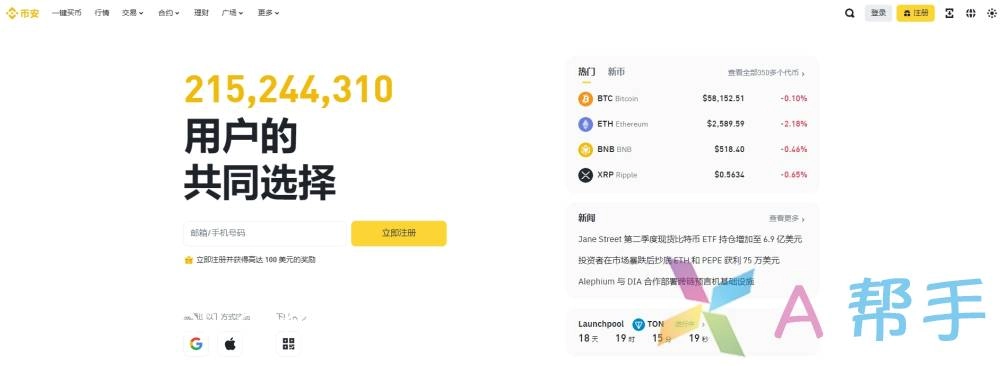 币安 一键买币 行情 交易 合约 理财 广场 更多 登录 注册
215,244,310
用户的
共同选择
邮箱/手机号码 立即注册
立即注册并获得高达 100 美元的奖励
热门 新币 查看全部350多个代币
BTC Bitcoin $58,152.51 -0.10%
ETH Ethereum $2,589.59 -2.18%
BNB BNB $518.40 -0.46%
XRP Ripple $0.5634 -0.65%
新闻 查看更多
Jane Street 第二季度现货比特币 ETF 持仓增加至 6.9 亿美元
投资者在市场暴跌后抄底 ETH 和 PEPE 获利 75 万美元
Alephium 与 DIA 合作部署跨链预言机基础设施
Launchpool TON 进行中
18 天 19 时 15 分 19 秒
A 帮手